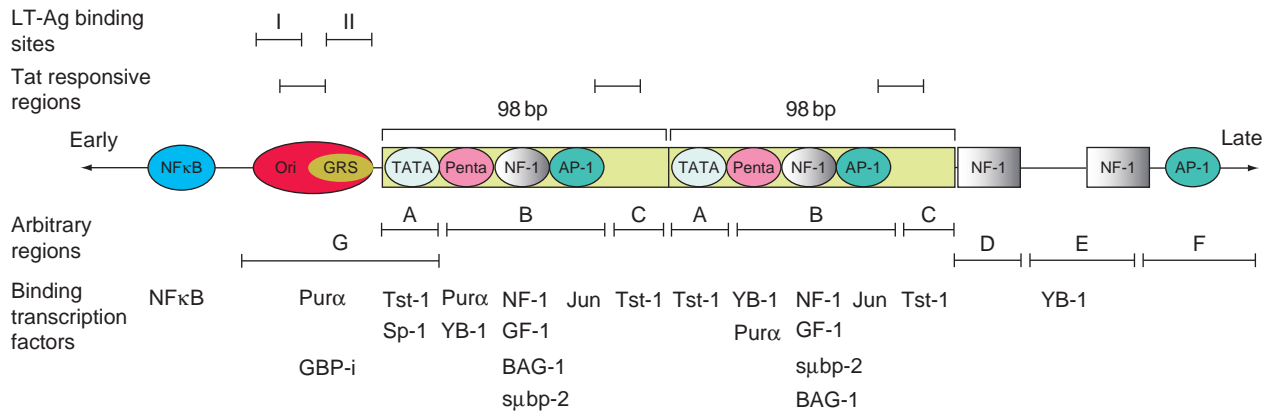 LT-Ag binding sites
I II
Tat responsive regions
98 bp 98 bp
Early Late
NFκB Ori GRS TATA Penta NF-1 AP-1 TATA Penta NF-1 AP-1 NF-1 NF-1 AP-1
Arbitrary regions
A B C A B C
G D E F
Binding transcription factors
NFκB Purα Tst-1 Purα NF-1 Jun Tst-1 Tst-1 YB-1 NF-1 Jun Tst-1 YB-1
Sp-1 YB-1 GF-1 Purα GF-1
GBP-i BAG-1 sμbp-2
sμbp-2 BAG-1